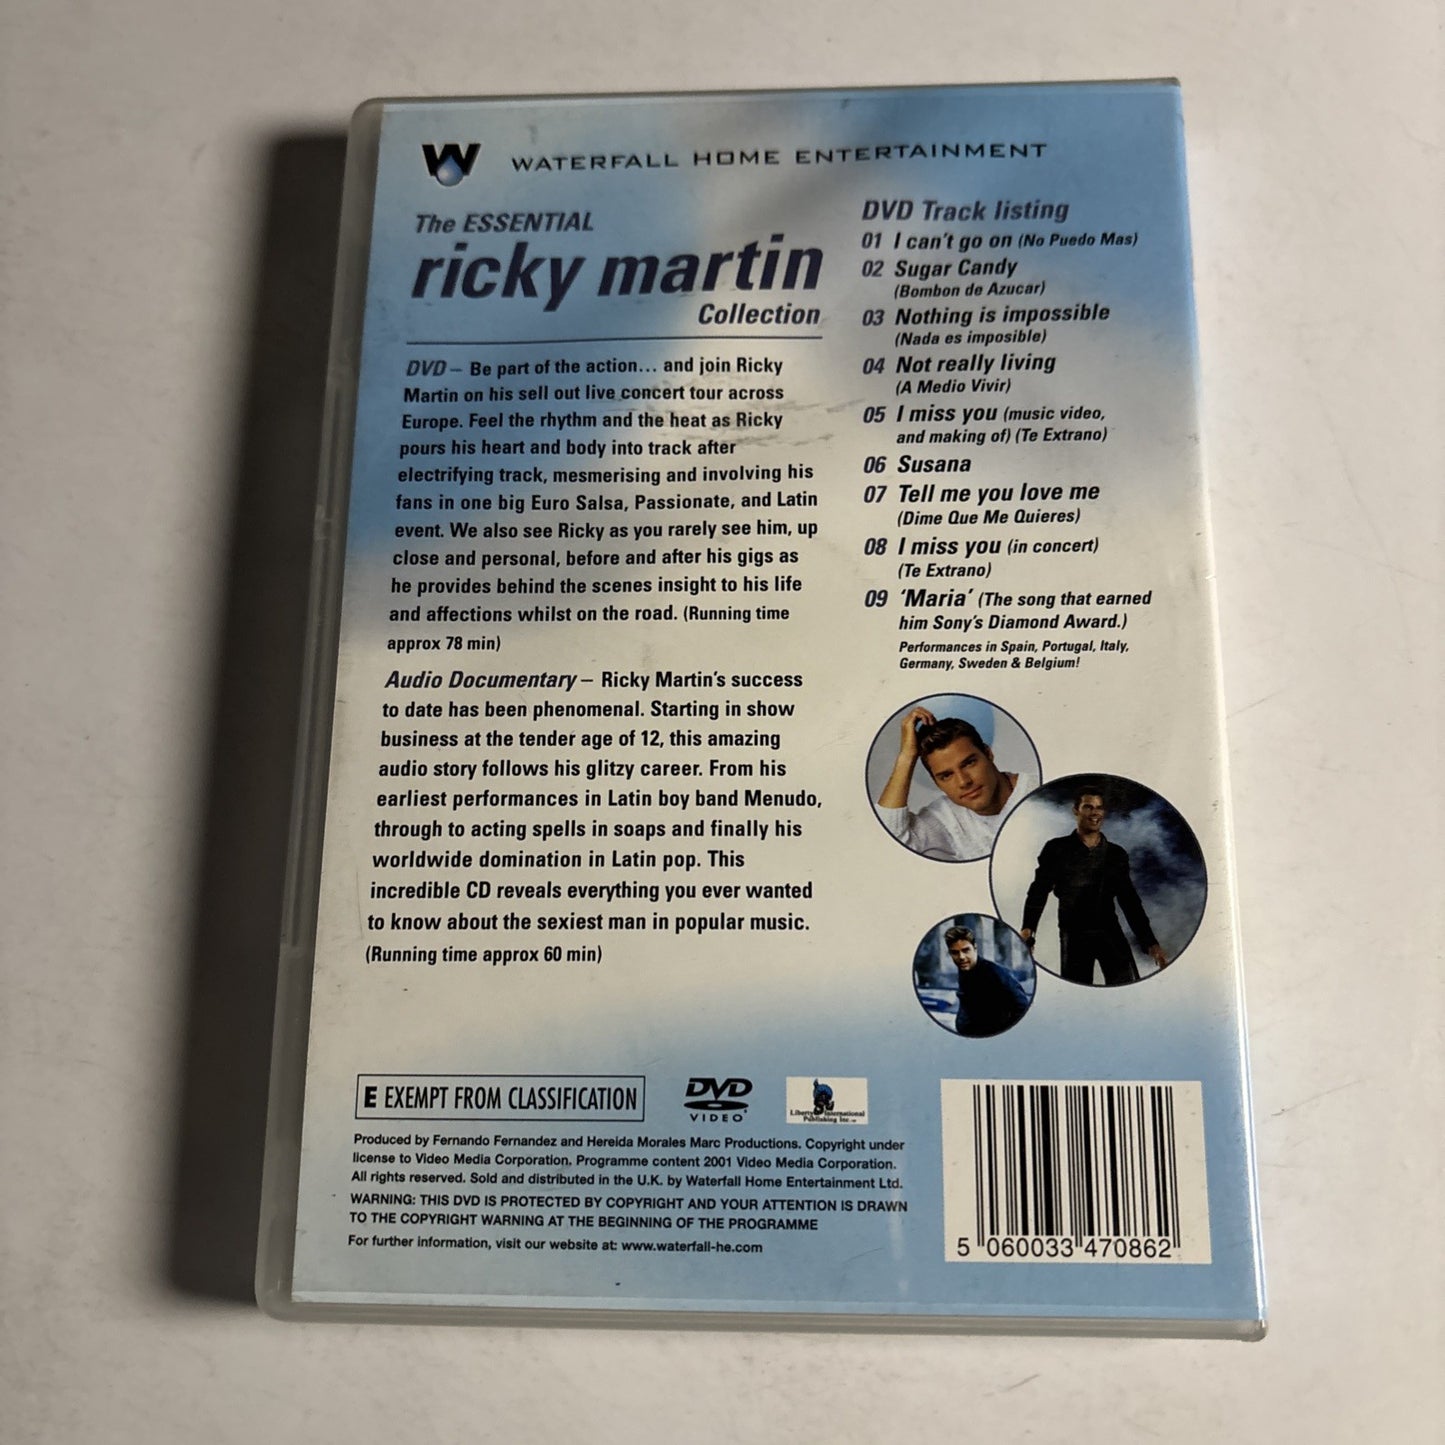 W WATERFALL HOME ENTERTAINMENT
The ESSENTIAL
ricky martin
Collection
DVD – Be part of the action... and join Ricky
Martin on his sell out live concert tour across
Europe. Feel the rhythm and the heat as Ricky
pours his heart and body into track after
electrifying track, mesmerising and involving his
fans in one big Euro Salsa, Passionate, and Latin
event. We also see Ricky as you rarely see him, up
close and personal, before and after his gigs as
he provides behind the scenes insight to his life
and affections whilst on the road. (Running time
approx 78 min)
Audio Documentary – Ricky Martin's success
to date has been phenomenal. Starting in show
business at the tender age of 12, this amazing
audio story follows his glitzy career. From his
earliest performances in Latin boy band Menudo,
through to acting spells in soaps and finally his
worldwide domination in Latin pop. This
incredible CD reveals everything you ever wanted
to know about the sexiest man in popular music.
(Running time approx 60 min)
DVD Track listing
01 I can't go on (No Puedo Mas)
02 Sugar Candy
(Bombon de Azucar)
03 Nothing is impossible
(Nada es imposible)
04 Not really living
(A Medio Vivir)
05 I miss you (music video,
and making of) (Te Extrano)
06 Susana
07 Tell me you love me
(Dime Que Me Quieres)
08 I miss you (in concert)
(Te Extrano)
09 'Maria' (The song that earned
him Sony's Diamond Award.)
Performances in Spain, Portugal, Italy,
Germany, Sweden & Belgium!
E EXEMPT FROM CLASSIFICATION
DVD
VIDEO
Liberty International
Publishing Inc.™
Produced by Fernando Fernandez and Hereida Morales Marc Productions. Copyright under
license to Video Media Corporation. Programme content 2001 Video Media Corporation.
All rights reserved. Sold and distributed in the U.K. by Waterfall Home Entertainment Ltd.
WARNING: THIS DVD IS PROTECTED BY COPYRIGHT AND YOUR ATTENTION IS DRAWN
TO THE COPYRIGHT WARNING AT THE BEGINNING OF THE PROGRAMME
For further information, visit our website at: www.waterfall-he.com
5 060033 470862